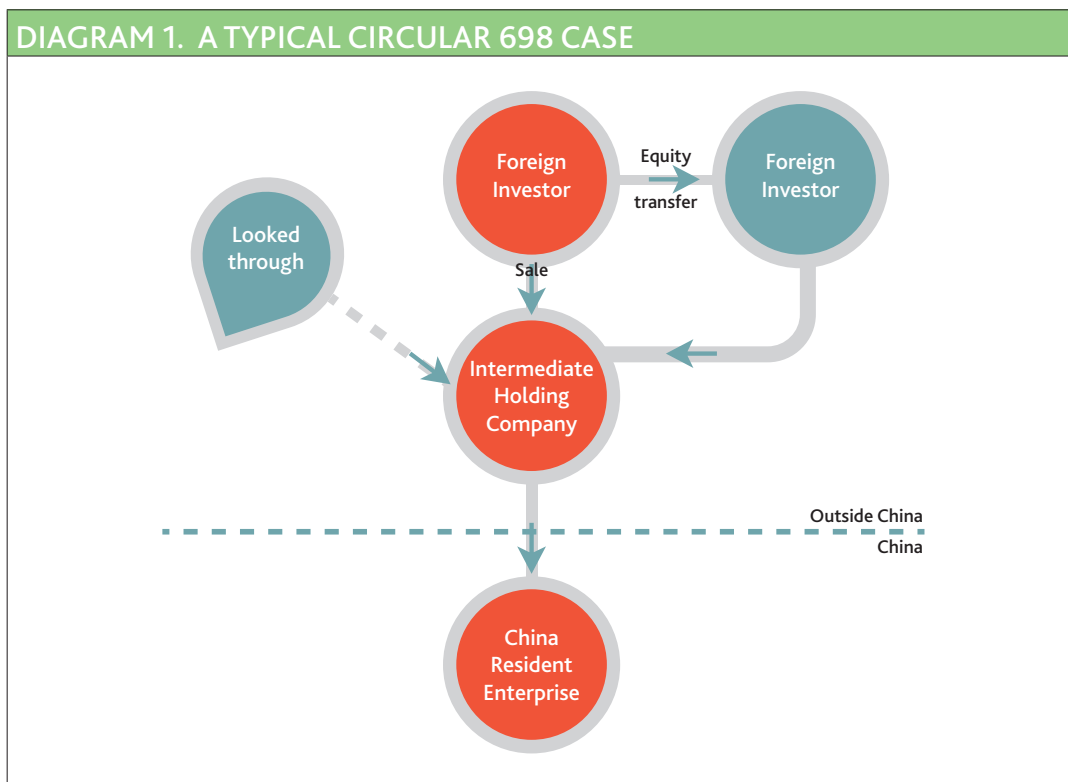 DIAGRAM 1. A TYPICAL CIRCULAR 698 CASE
Foreign
Investor
Equity
transfer
Foreign
Investor
Looked
through
Sale
Intermediate
Holding
Company
Outside China
China
China
Resident
Enterprise